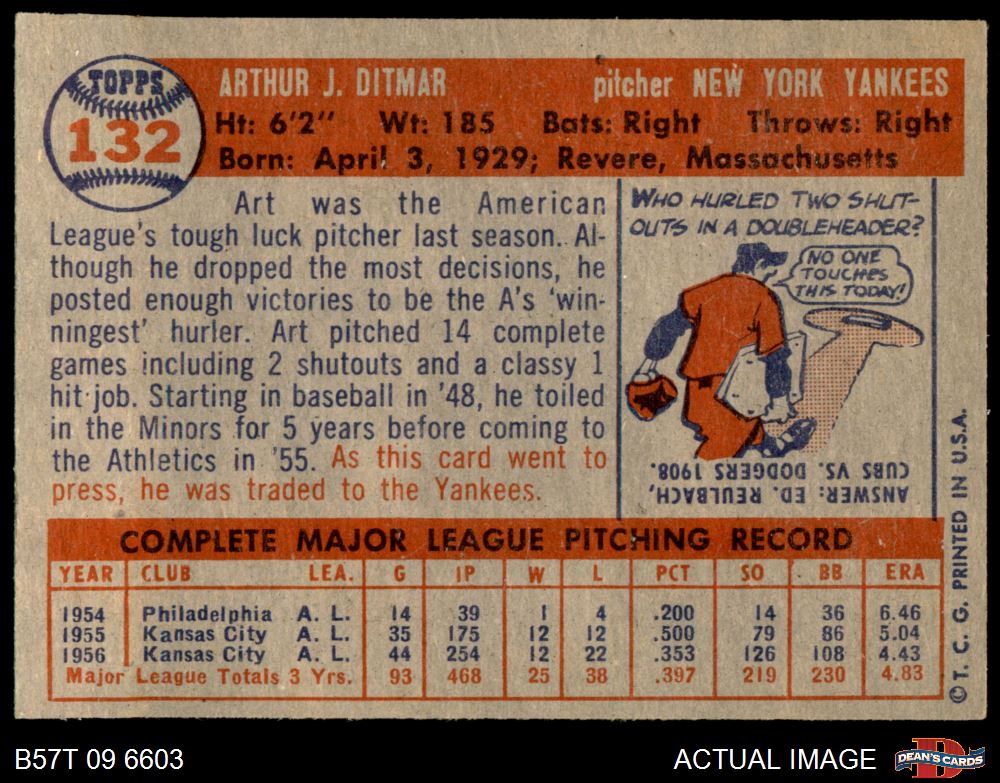 TOPPS
132
ARTHUR J. DITMAR pitcher NEW YORK YANKEES
Ht: 6'2" Wt: 185 Bats: Right Throws: Right
Born: April 3, 1929; Revere, Massachusetts
Art was the American
League's tough luck pitcher last season. Al-
though he dropped the most decisions, he
posted enough victories to be the A's 'win-
ningest' hurler. Art pitched 14 complete
games including 2 shutouts and a classy 1
hit job. Starting in baseball in '48, he toiled
in the Minors for 5 years before coming to
the Athletics in '55. As this card went to
press, he was traded to the Yankees.
WHO HURLED TWO SHUT-
OUTS IN A DOUBLEHEADER?
NO ONE
TOUCHES
THIS TODAY!
ANSWER: ED. REULBACH,
CUBS VS. DODGERS 1908.
COMPLETE MAJOR LEAGUE PITCHING RECORD
YEAR CLUB LEA. G IP W L PCT SO BB ERA
1954 Philadelphia A. L. 14 39 1 4 .200 14 36 6.46
1955 Kansas City A. L. 35 175 12 12 .500 79 86 5.04
1956 Kansas City A. L. 44 254 12 22 .353 126 108 4.43
Major League Totals 3 Yrs. 93 468 25 38 .397 219 230 4.83
© T. C. G. PRINTED IN U.S.A.
B57T 09 6603 ACTUAL IMAGE
DEAN'S CARDS